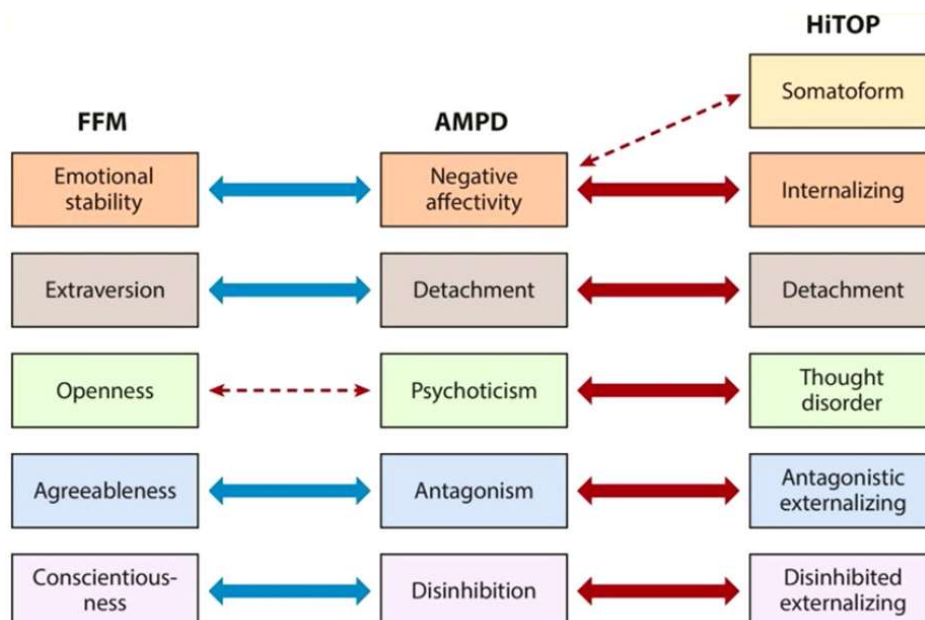 HiTOP
Somatoform
FFM
AMPD
Emotional
stability
Negative
affectivity
Internalizing
Extraversion
Detachment
Detachment
Openness
Psychoticism
Thought
disorder
Agreeableness
Antagonism
Antagonistic
externalizing
Conscientious-
ness
Disinhibition
Disinhibited
externalizing